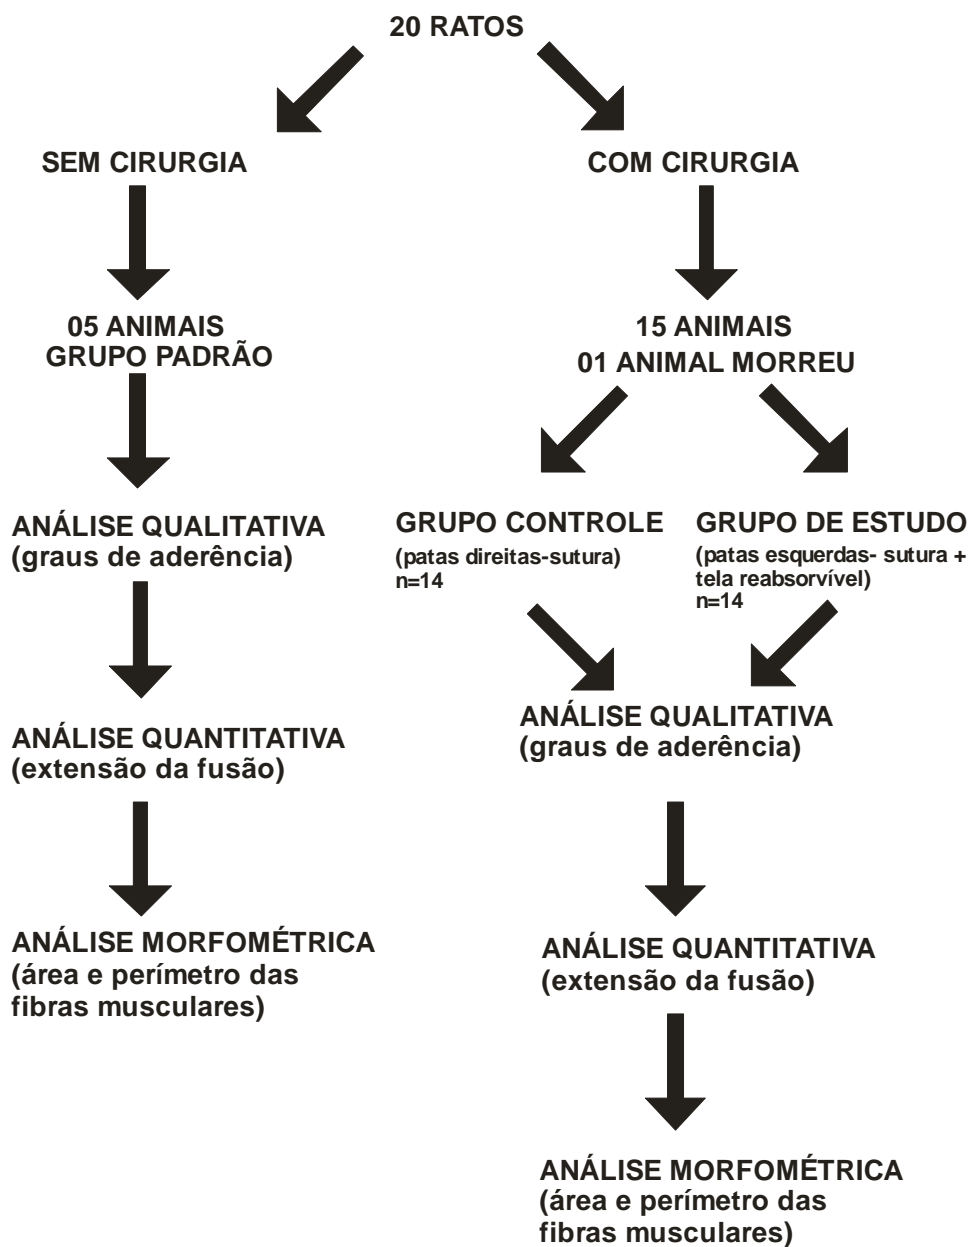 20 RATOS
SEM CIRURGIA
COM CIRURGIA
05 ANIMAIS
GRUPO PADRÃO
15 ANIMAIS
01 ANIMAL MORREU
ANÁLISE QUALITATIVA
(graus de aderência)
GRUPO CONTROLE
(patas direitas-sutura)
n=14
GRUPO DE ESTUDO
(patas esquerdas- sutura +
tela reabsorvível)
n=14
ANÁLISE QUANTITATIVA
(extensão da fusão)
ANÁLISE QUALITATIVA
(graus de aderência)
ANÁLISE MORFOMÉTRICA
(área e perímetro das
fibras musculares)
ANÁLISE QUANTITATIVA
(extensão da fusão)
ANÁLISE MORFOMÉTRICA
(área e perímetro das
fibras musculares)